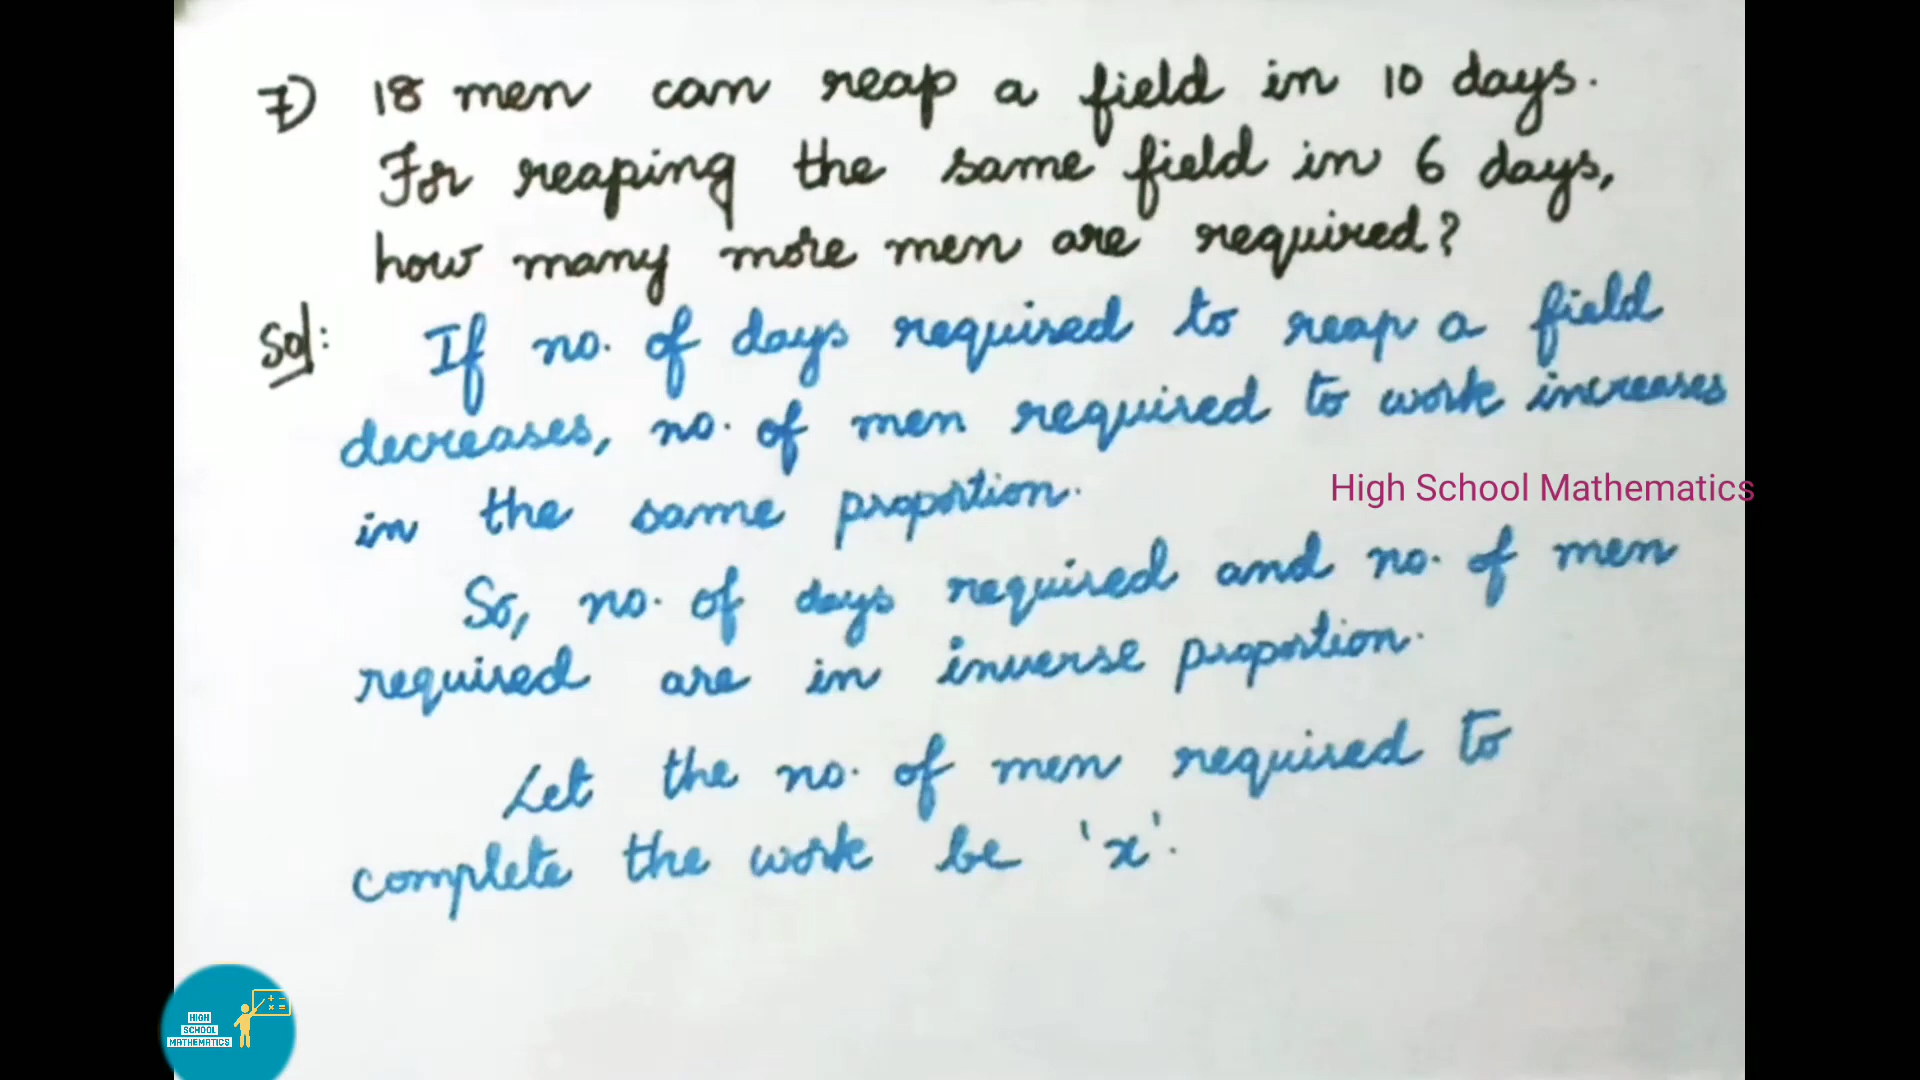 7) 18 men can reap a field in 10 days.
For reaping the same field in 6 days,
how many more men are required?
Sol: If no. of days required to reap a field
decreases, no. of men required to work increases
in the same proportion.
High School Mathematics
So, no. of days required and no. of men
required are in inverse proportion.
Let the no. of men required to
complete the work be 'x'.
HIGH
SCHOOL
MATHEMATICS